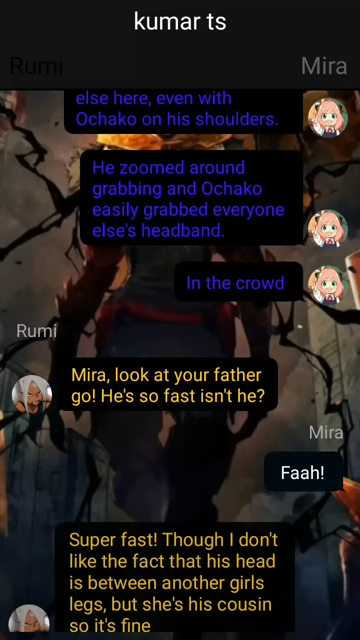 kumar ts
Rumi
Mira
else here, even with
Ochako on his shoulders.
He zoomed around
grabbing and Ochako
easily grabbed everyone
else's headband.
In the crowd
Rumi
Mira, look at your father
go! He's so fast isn't he?
Mira
Faah!
Super fast! Though I don't
like the fact that his head
is between another girls
legs, but she's his cousin
so it's fine